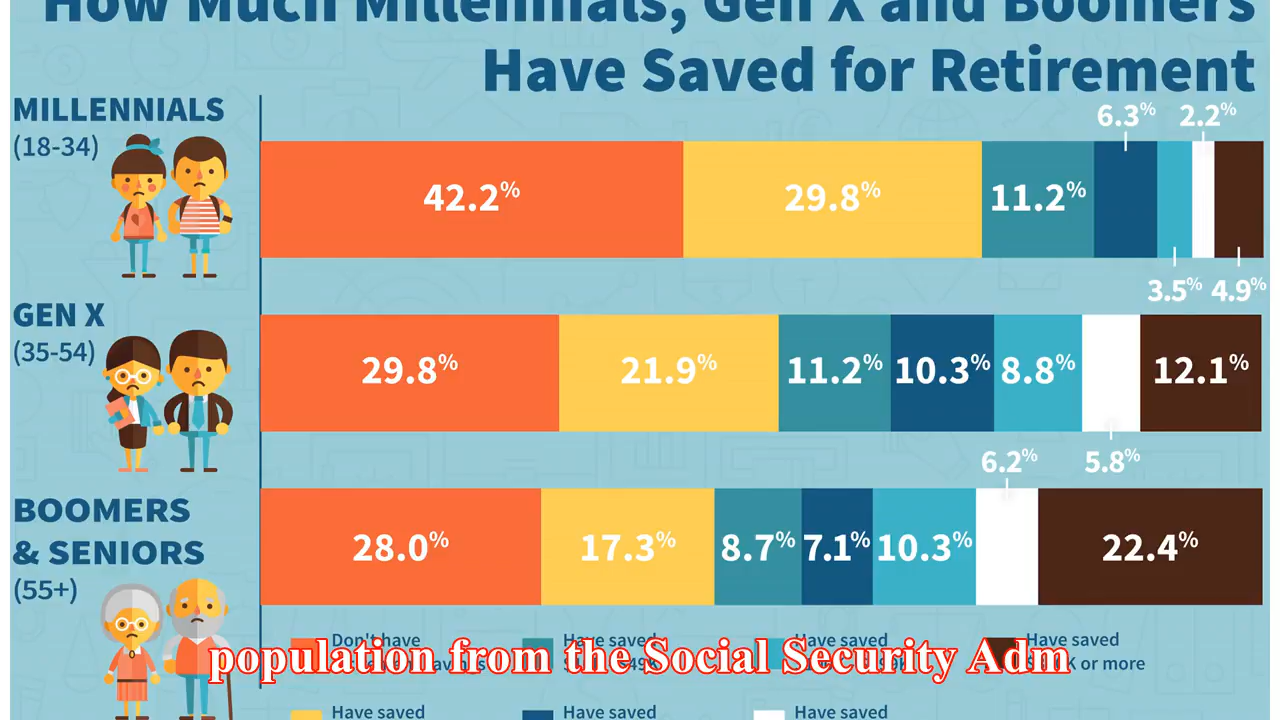 How Much Millennials, Gen X and Boomers
Have Saved for Retirement
MILLENNIALS
(18-34)
6.3% 2.2%
42.2% 29.8% 11.2%
3.5% 4.9%
GEN X
(35-54)
29.8% 21.9% 11.2% 10.3% 8.8% 12.1%
6.2% 5.8%
BOOMERS
& SENIORS
(55+)
28.0% 17.3% 8.7% 7.1% 10.3% 22.4%
Don't have
Have saved
Have saved
Have saved
K or more
population from the Social Security Adm
Have saved
Have saved
Have saved